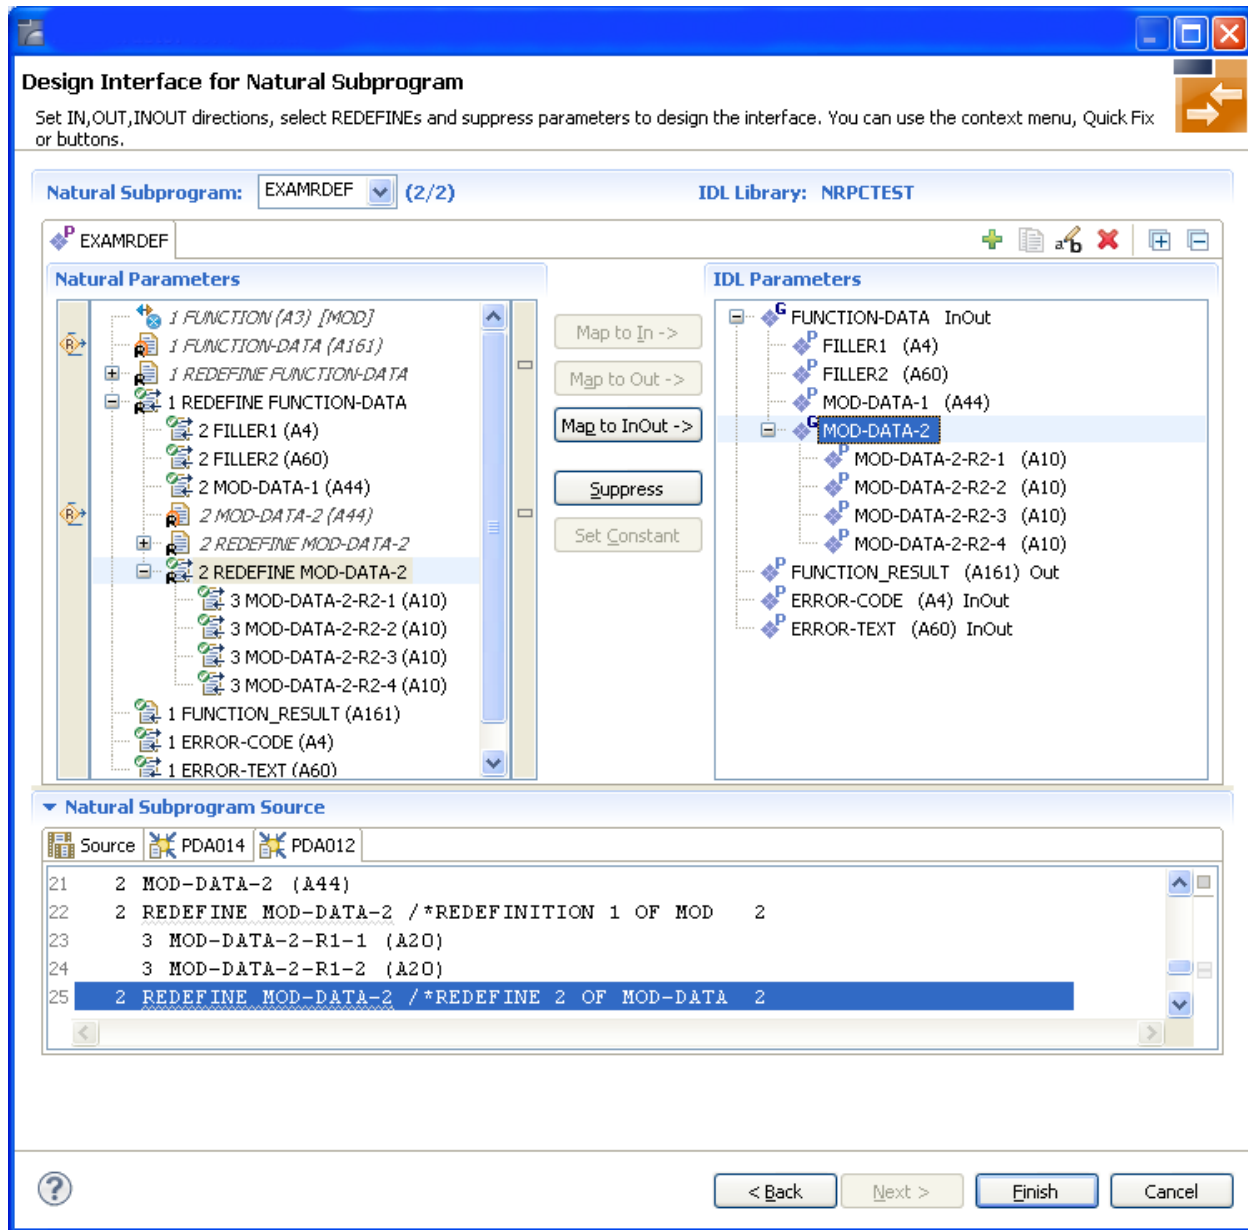 Design Interface for Natural Subprogram
Set IN,OUT,INOUT directions, select REDEFINEs and suppress parameters to design the interface. You can use the context menu, Quick Fix
or buttons.
Natural Subprogram: EXAMRDEF (2/2) IDL Library: NRPCTEST
EXAMRDEF
Natural Parameters
1 FUNCTION (A3) [MOD]
1 FUNCTION-DATA (A161)
1 REDEFINE FUNCTION-DATA
1 REDEFINE FUNCTION-DATA
2 FILLER1 (A4)
2 FILLER2 (A60)
2 MOD-DATA-1 (A44)
2 MOD-DATA-2 (A44)
2 REDEFINE MOD-DATA-2
2 REDEFINE MOD-DATA-2
3 MOD-DATA-2-R2-1 (A10)
3 MOD-DATA-2-R2-2 (A10)
3 MOD-DATA-2-R2-3 (A10)
3 MOD-DATA-2-R2-4 (A10)
1 FUNCTION_RESULT (A161)
1 ERROR-CODE (A4)
1 ERROR-TEXT (A60)
Map to In ->
Map to Out ->
Map to InOut ->
Suppress
Set Constant
IDL Parameters
FUNCTION-DATA InOut
FILLER1 (A4)
FILLER2 (A60)
MOD-DATA-1 (A44)
MOD-DATA-2
MOD-DATA-2-R2-1 (A10)
MOD-DATA-2-R2-2 (A10)
MOD-DATA-2-R2-3 (A10)
MOD-DATA-2-R2-4 (A10)
FUNCTION_RESULT (A161) Out
ERROR-CODE (A4) InOut
ERROR-TEXT (A60) InOut
Natural Subprogram Source
Source PDA014 PDA012
21 2 MOD-DATA-2 (A44)
22 2 REDEFINE MOD-DATA-2 /*REDEFINITION 1 OF MOD 2
23 3 MOD-DATA-2-R1-1 (A20)
24 3 MOD-DATA-2-R1-2 (A20)
25 2 REDEFINE MOD-DATA-2 /*REDEFINE 2 OF MOD-DATA 2
< Back Next > Finish Cancel